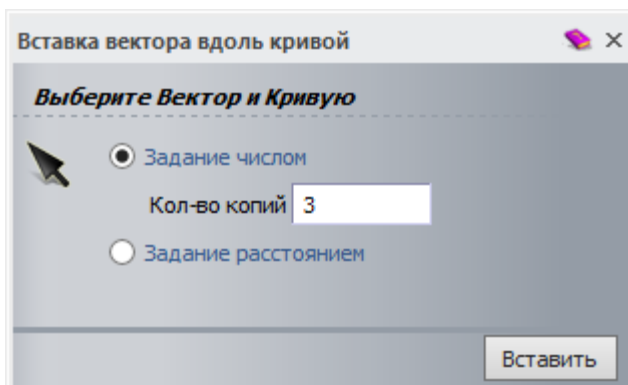 Вставка вектора вдоль кривой
Выберите Вектор и Кривую
Задание числом
Кол-во копий 3
Задание расстоянием
Вставить